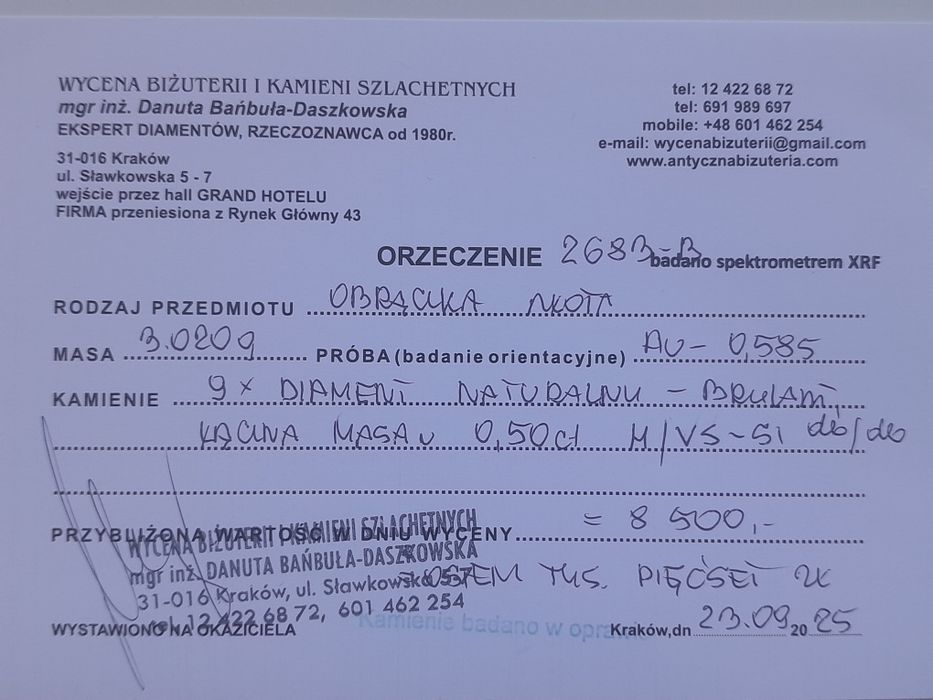 WYCENA BIŻUTERII I KAMIENI SZLACHETNYCH
mgr inż. Danuta Bańbuła-Daszkowska
EKSPERT DIAMENTÓW, RZECZOZNAWCA od 1980r.
31-016 Kraków
ul. Sławkowska 5 - 7
wejście przez hall GRAND HOTELU
FIRMA przeniesiona z Rynek Główny 43
tel: 12 422 68 72
tel: 691 989 697
mobile: +48 601 462 254
e-mail: wycenabizuterii@gmail.com
www.antycznabizuteria.com
ORZECZENIE 2683-B badano spektrometrem XRF
RODZAJ PRZEDMIOTU OBRĄCZKA ZŁOTA
MASA 3.020g PRÓBA (badanie orientacyjne) AU - 0,585
KAMIENIE 9 x DIAMENT NATURALNY - BRYLANT,
ŁĄCZNA MASA 0,50ct H/VS-SI db/db
PRZYBLIŻONA WARTOŚĆ W DNIU WYCENY = 8 500,-
OSIEM TYS. PIĘĆSET ZŁ
WYCENA BIŻUTERII I KAMIENI SZLACHETNYCH
mgr inż. DANUTA BAŃBUŁA-DASZKOWSKA
31-016 Kraków, ul. Sławkowska 5-7
tel. 12 422 68 72, 601 462 254
Kamienie badano w oprawie
WYSTAWIONO NA OKAZICIELA
Kraków,dn 23.09 2025